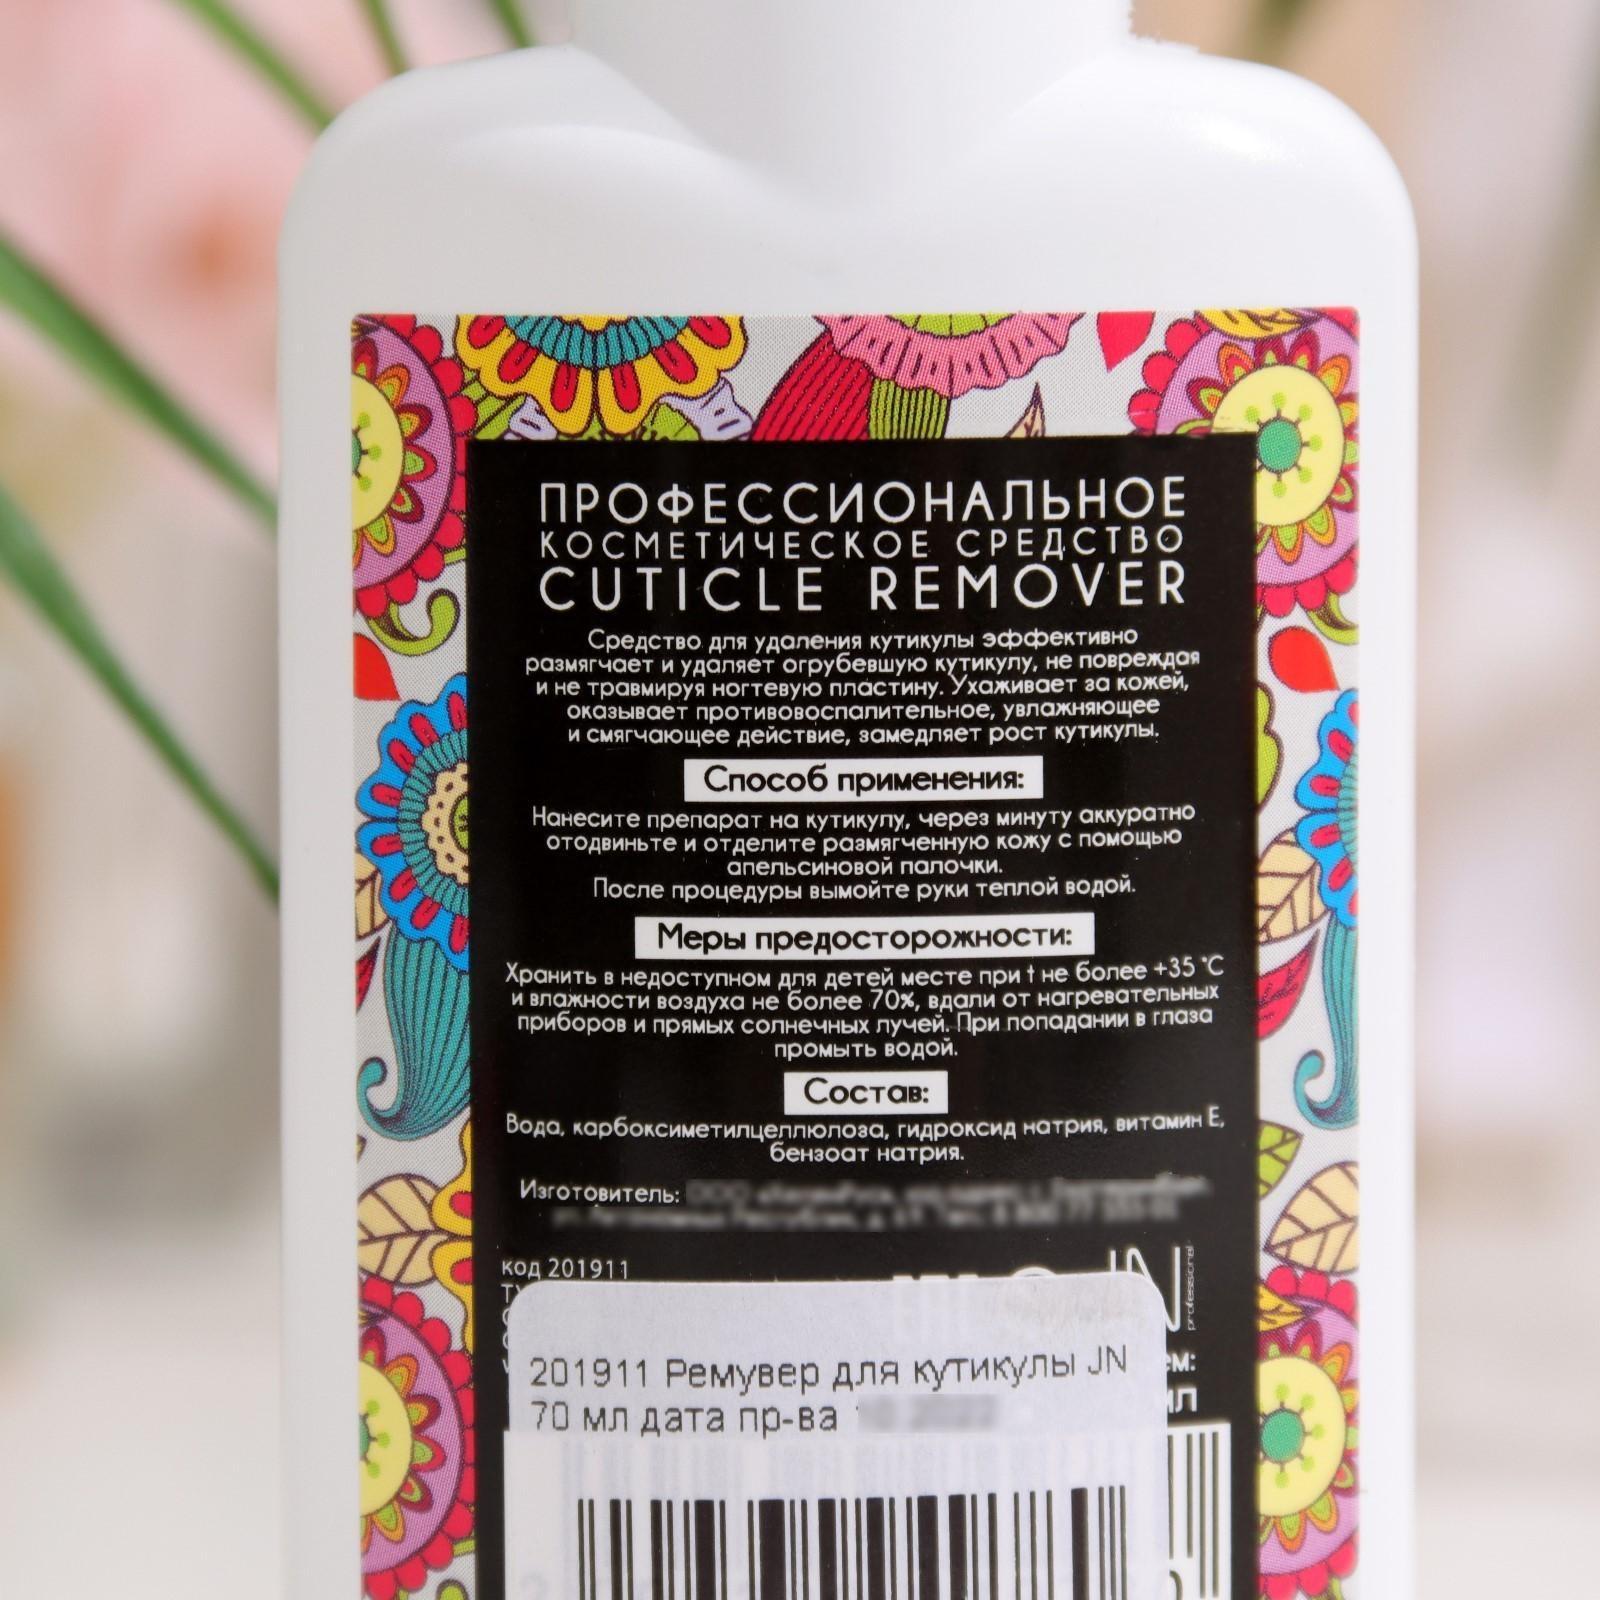 ПРОФЕССИОНАЛЬНОЕ
КОСМЕТИЧЕСКОЕ СРЕДСТВО
CUTICLE REMOVER
Средство для удаления кутикулы эффективно
размягчает и удаляет огрубевшую кутикулу, не повреждая
и не травмируя ногтевую пластину. Ухаживает за кожей,
оказывает противовоспалительное, увлажняющее
и смягчающее действие, замедляет рост кутикулы.
Способ применения:
Нанесите препарат на кутикулу, через минуту аккуратно
отодвиньте и отделите размягченную кожу с помощью
апельсиновой палочки.
После процедуры вымойте руки теплой водой.
Меры предосторожности:
Хранить в недоступном для детей месте при t не более +35 °C
и влажности воздуха не более 70%, вдали от нагревательных
приборов и прямых солнечных лучей. При попадании в глаза
промыть водой.
Состав:
Вода, карбоксиметилцеллюлоза, гидроксид натрия, витамин Е,
бензоат натрия.
Изготовитель:
код 201911
JN
professional
201911 Ремувер для кутикулы JN
70 мл дата пр-ва